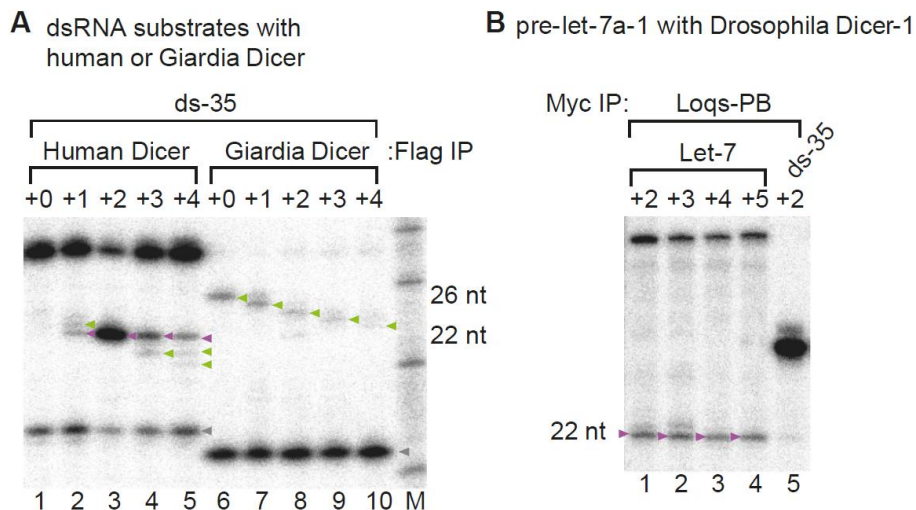 A dsRNA substrates with
human or Giardia Dicer
ds-35
Human Dicer Giardia Dicer :Flag IP
+0 +1 +2 +3 +4 +0 +1 +2 +3 +4
26 nt
22 nt
1 2 3 4 5 6 7 8 9 10 M
B pre-let-7a-1 with Drosophila Dicer-1
Myc IP: Loqs-PB
Let-7 ds-35
+2 +3 +4 +5 +2
22 nt
1 2 3 4 5